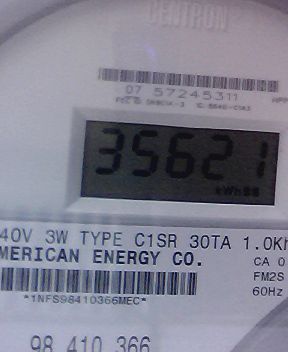 CENTRON
07 57245311
35621
kWh
40V 3W TYPE C1SR 30TA 1.0Kh
MERICAN ENERGY CO.
CA 0
FM2S
60Hz
*1NFS98410366MEC*
98 410 366